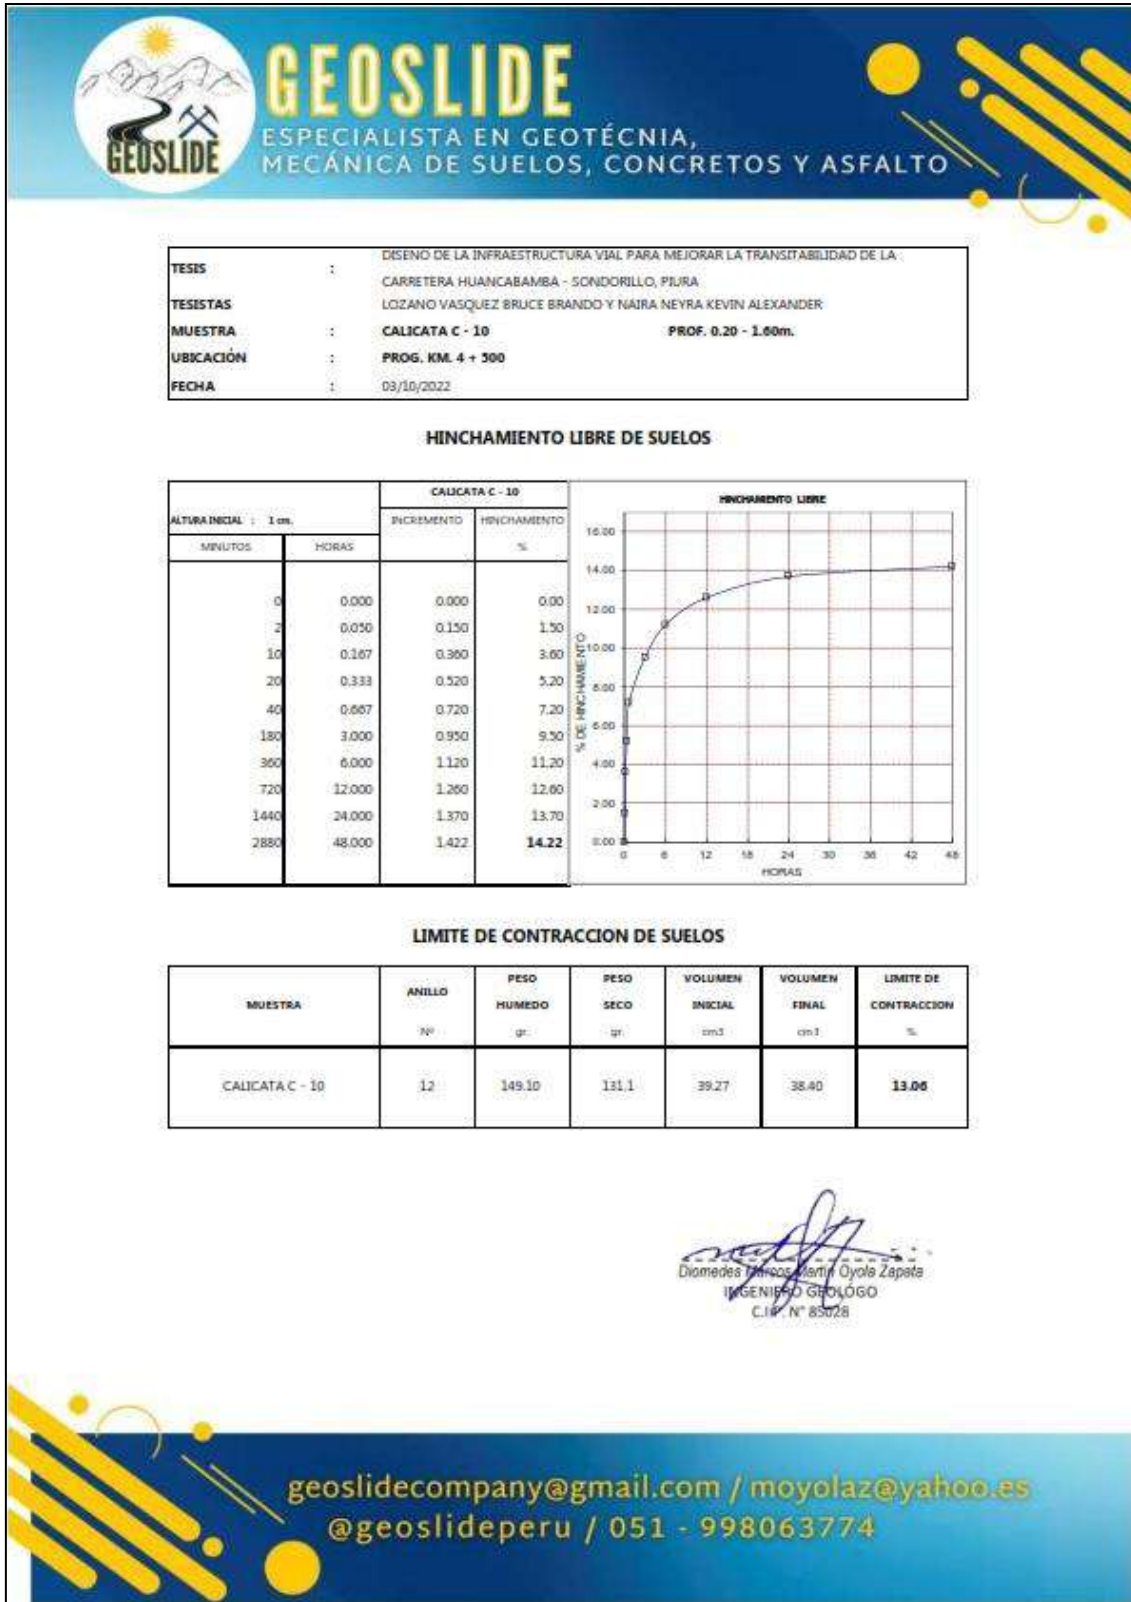 GEOSLIDE
GEOSLIDE
ESPECIALISTA EN GEOTÉCNIA,
MECÁNICA DE SUELOS, CONCRETOS Y ASFALTO
TESIS : DISEÑO DE LA INFRAESTRUCTURA VIAL PARA MEJORAR LA TRANSITABILIDAD DE LA
CARRETERA HUANCABAMBA - SONDORILLO, PIURA
TESISTAS LOZANO VASQUEZ BRUCE BRANDO Y NAIRA NEYRA KEVIN ALEXANDER
MUESTRA : CALICATA C - 10 PROF. 0.20 - 1.60m.
UBICACIÓN : PROG. KM. 4 + 500
FECHA : 03/10/2022
HINCHAMIENTO LIBRE DE SUELOS
CALICATA C - 10
ALTURA INICIAL : 1 cm. INCREMENTO HINCHAMIENTO
MINUTOS HORAS %
0 0.000 0.000 0.00
2 0.050 0.150 1.50
10 0.167 0.360 3.60
20 0.333 0.520 5.20
40 0.667 0.720 7.20
180 3.000 0.950 9.50
360 6.000 1.120 11.20
720 12.000 1.260 12.60
1440 24.000 1.370 13.70
2880 48.000 1.422 14.22
HINCHAMIENTO LIBRE
% DE HINCHAMIENTO
16.00
14.00
12.00
10.00
8.00
6.00
4.00
2.00
0.00
0 6 12 18 24 30 36 42 48
HORAS
LIMITE DE CONTRACCION DE SUELOS
MUESTRA ANILLO PESO PESO VOLUMEN VOLUMEN LIMITE DE
HUMEDO SECO INICIAL FINAL CONTRACCION
Nº gr. gr. cm3 cm3 %
CALICATA C - 10 12 149.10 131.1 39.27 38.40 13.06
Diomedes Marcos Martin Oyola Zapata
INGENIERO GEOLÓGO
C.I.P. N° 85028
geoslidecompany@gmail.com / moyolaz@yahoo.es
@geoslideperu / 051 - 998063774